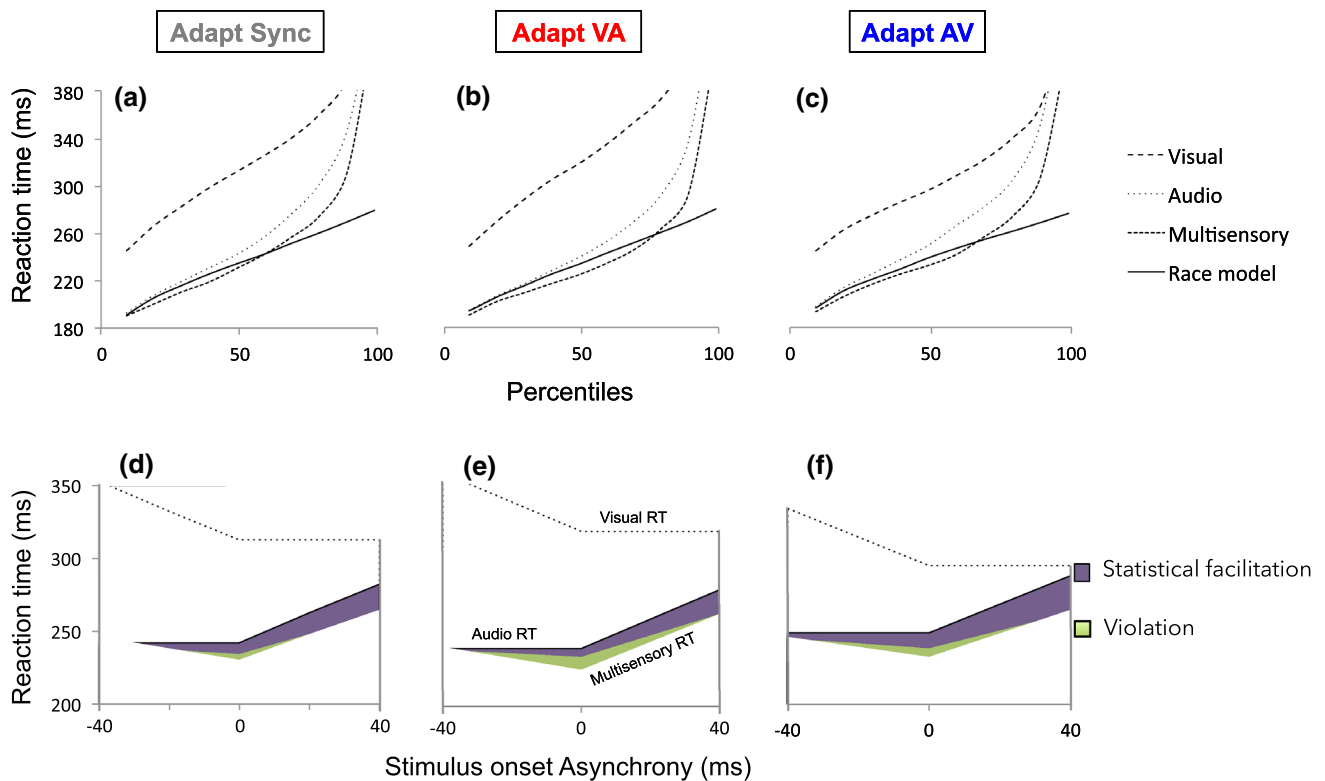 Adapt Sync
Adapt VA
Adapt AV
Reaction time (ms)
(a)
(b)
(c)
380
340
300
260
220
180
0 50 100
0 50 100
0 50 100
Percentiles
Visual
Audio
Multisensory
Race model
Reaction time (ms)
(d)
(e)
(f)
350
300
250
200
Visual RT
Audio RT
Multisensory RT
-40 0 40
-40 0 40
-40 0 40
Stimulus onset Asynchrony (ms)
Statistical facilitation
Violation